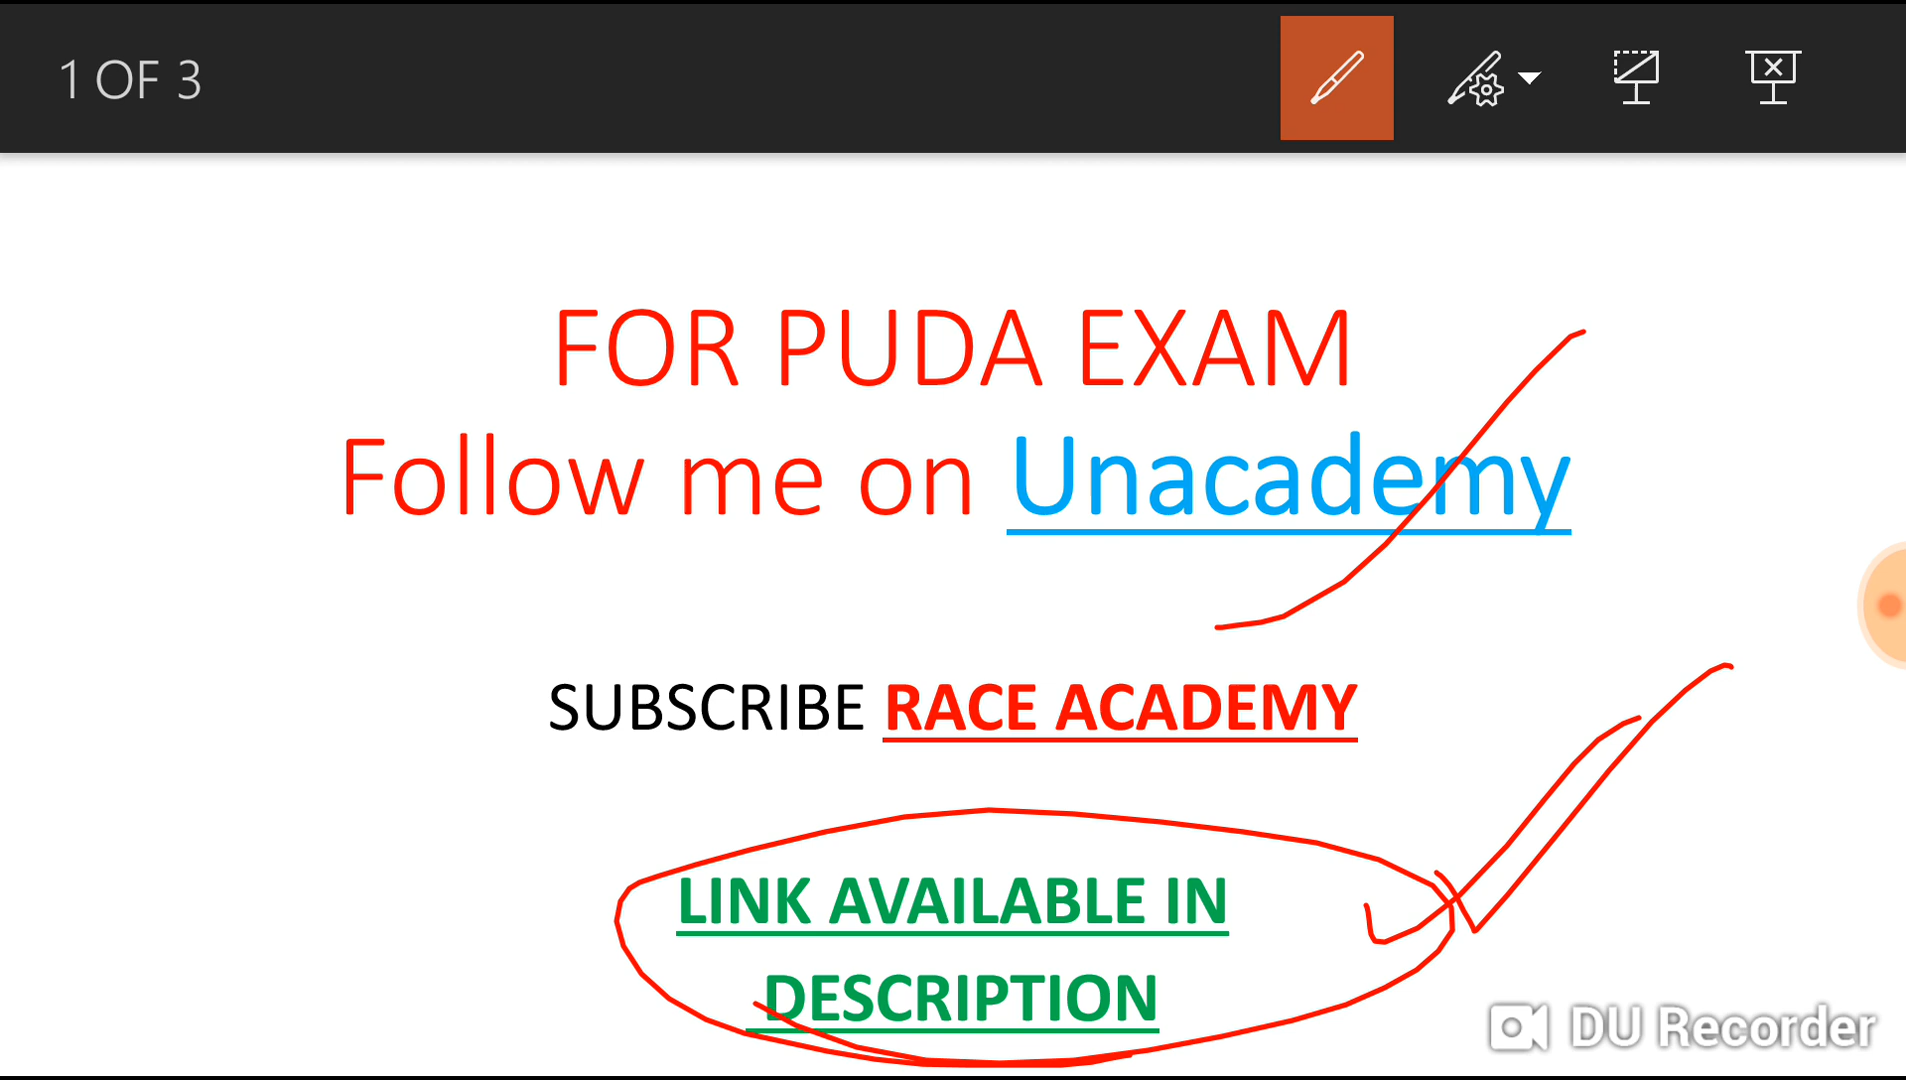 1 OF 3
FOR PUDA EXAM
Follow me on Unacademy
SUBSCRIBE RACE ACADEMY
LINK AVAILABLE IN
DESCRIPTION
DU Recorder